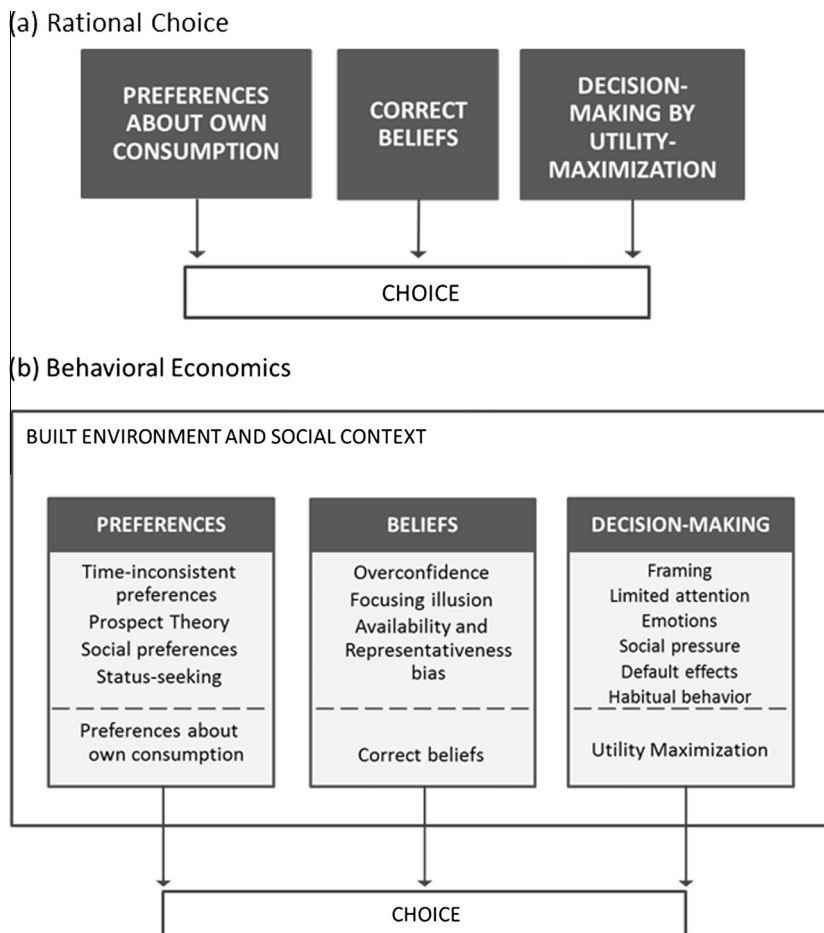 (a) Rational Choice
PREFERENCES
ABOUT OWN
CONSUMPTION
CORRECT
BELIEFS
DECISION-
MAKING BY
UTILITY-
MAXIMIZATION
CHOICE
(b) Behavioral Economics
BUILT ENVIRONMENT AND SOCIAL CONTEXT
PREFERENCES
Time-inconsistent
preferences
Prospect Theory
Social preferences
Status-seeking
Preferences about
own consumption
BELIEFS
Overconfidence
Focusing illusion
Availability and
Representativeness
bias
Correct beliefs
DECISION-MAKING
Framing
Limited attention
Emotions
Social pressure
Default effects
Habitual behavior
Utility Maximization
CHOICE